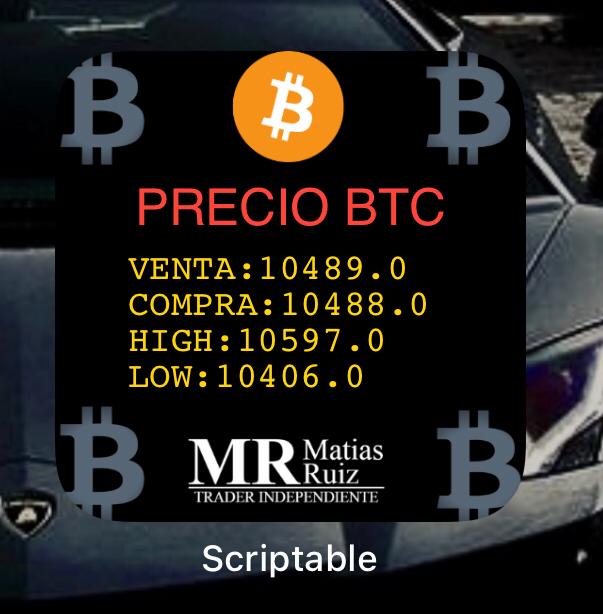 PRECIO BTC
VENTA:10489.0
COMPRA:10488.0
HIGH:10597.0
LOW:10406.0
MR Matias
Ruiz
TRADER INDEPENDIENTE
Scriptable